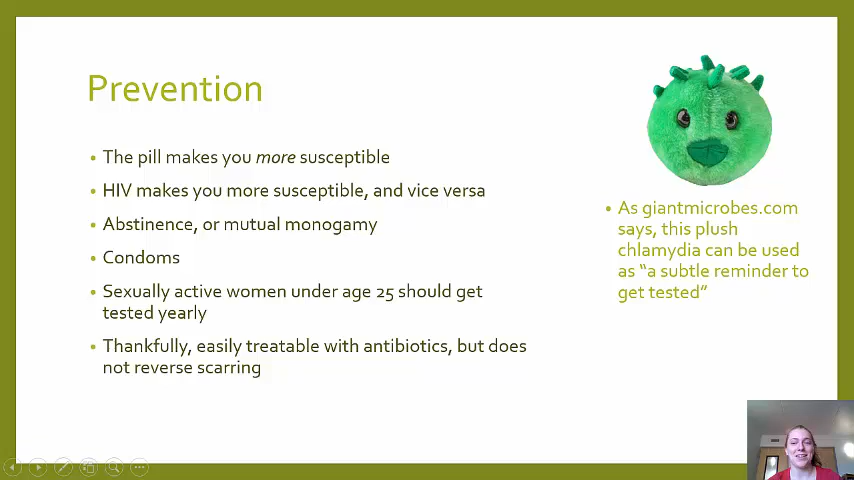 Prevention
• The pill makes you more susceptible
• HIV makes you more susceptible, and vice versa
• Abstinence, or mutual monogamy
• Condoms
• Sexually active women under age 25 should get
tested yearly
• Thankfully, easily treatable with antibiotics, but does
not reverse scarring
• As giantmicrobes.com
says, this plush
chlamydia can be used
as “a subtle reminder to
get tested”